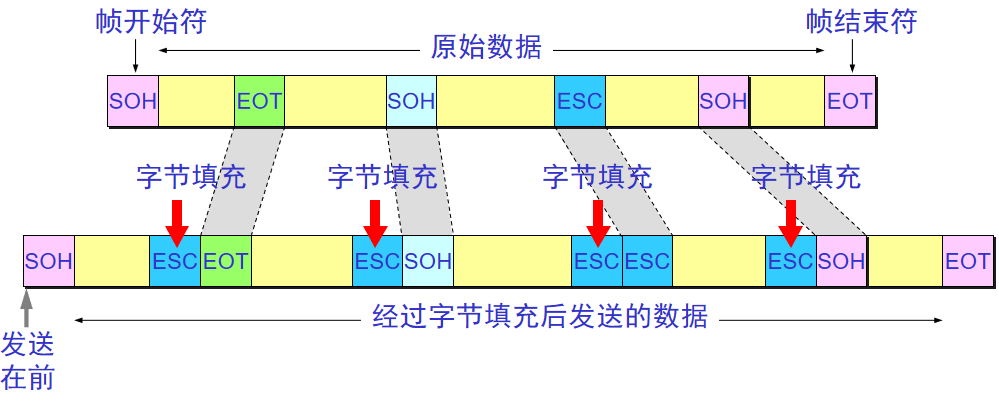 帧开始符
帧结束符
原始数据
SOH EOT SOH ESC SOH EOT
字节填充 字节填充 字节填充 字节填充
SOH ESC EOT ESC SOH ESC ESC ESC SOH EOT
经过字节填充后发送的数据
发送
在前